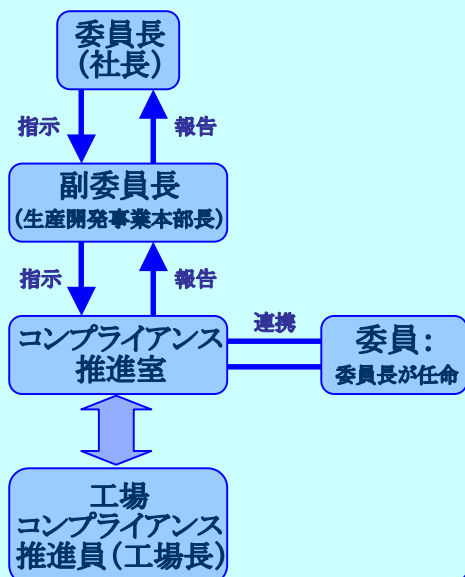 委員長
(社長)
指示
報告
副委員長
(生産開発事業本部長)
指示
報告
コンプライアンス
推進室
連携
委員:
委員長が任命
工場
コンプライアンス
推進員(工場長)